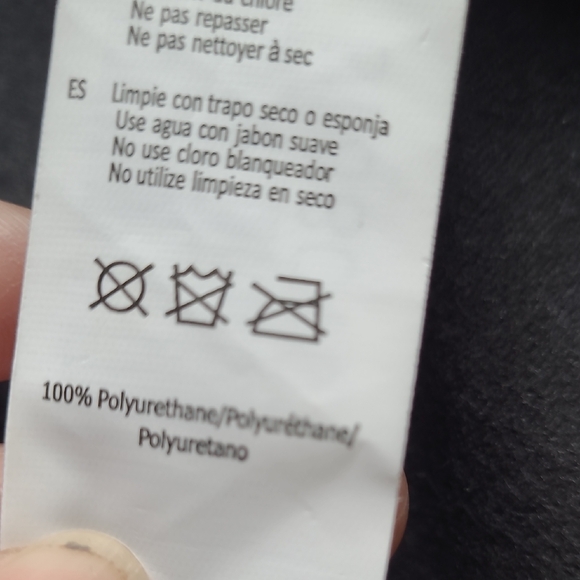 chlore
Ne pas repasser
Ne pas nettoyer à sec
ES Limpie con trapo seco o esponja
Use agua con jabon suave
No use cloro blanqueador
No utilize limpieza en seco
100% Polyurethane/Polyuréthane/
Polyuretano